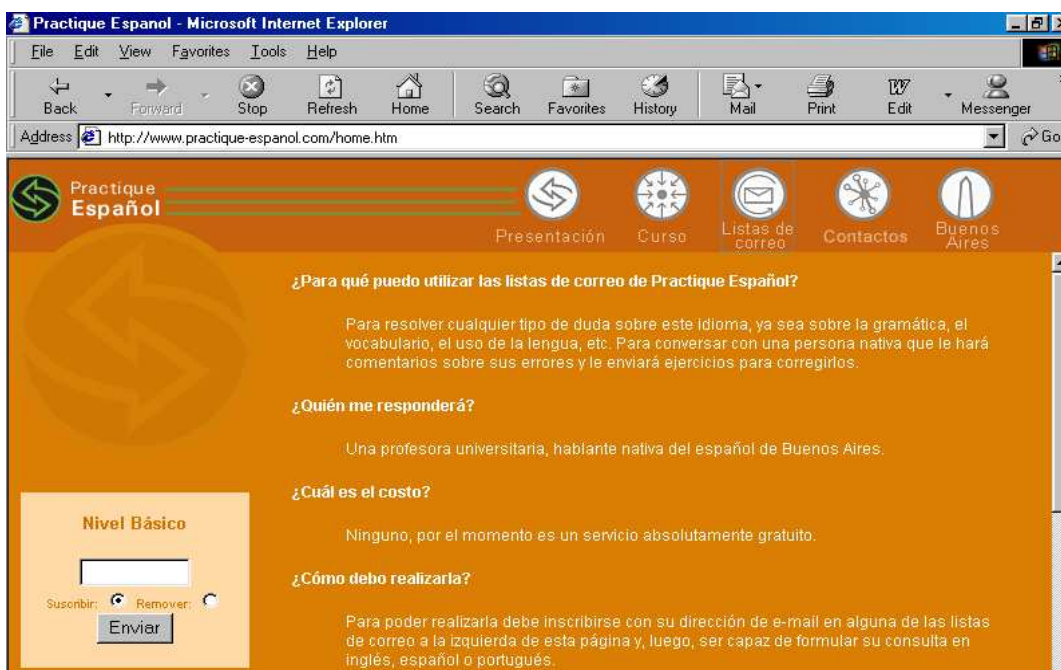 Practique Espanol - Microsoft Internet Explorer
File Edit View Favorites Tools Help
Back Forward Stop Refresh Home Search Favorites History Mail Print Edit Messenger
Address http://www.practique-espanol.com/home.htm Go
Practique
Español
Presentación Curso Listas de correo Contactos Buenos Aires
¿Para qué puedo utilizar las listas de correo de Practique Español?
Para resolver cualquier tipo de duda sobre este idioma, ya sea sobre la gramática, el
vocabulario, el uso de la lengua, etc. Para conversar con una persona nativa que le hará
comentarios sobre sus errores y le enviará ejercicios para corregirlos.
¿Quién me responderá?
Una profesora universitaria, hablante nativa del español de Buenos Aires.
¿Cuál es el costo?
Ninguno, por el momento es un servicio absolutamente gratuito.
¿Cómo debo realizarla?
Para poder realizarla debe inscribirse con su dirección de e-mail en alguna de las listas
de correo a la izquierda de esta página y, luego, ser capaz de formular su consulta en
inglés, español o portugués.
Nivel Básico
Suscribir: Remover:
Enviar